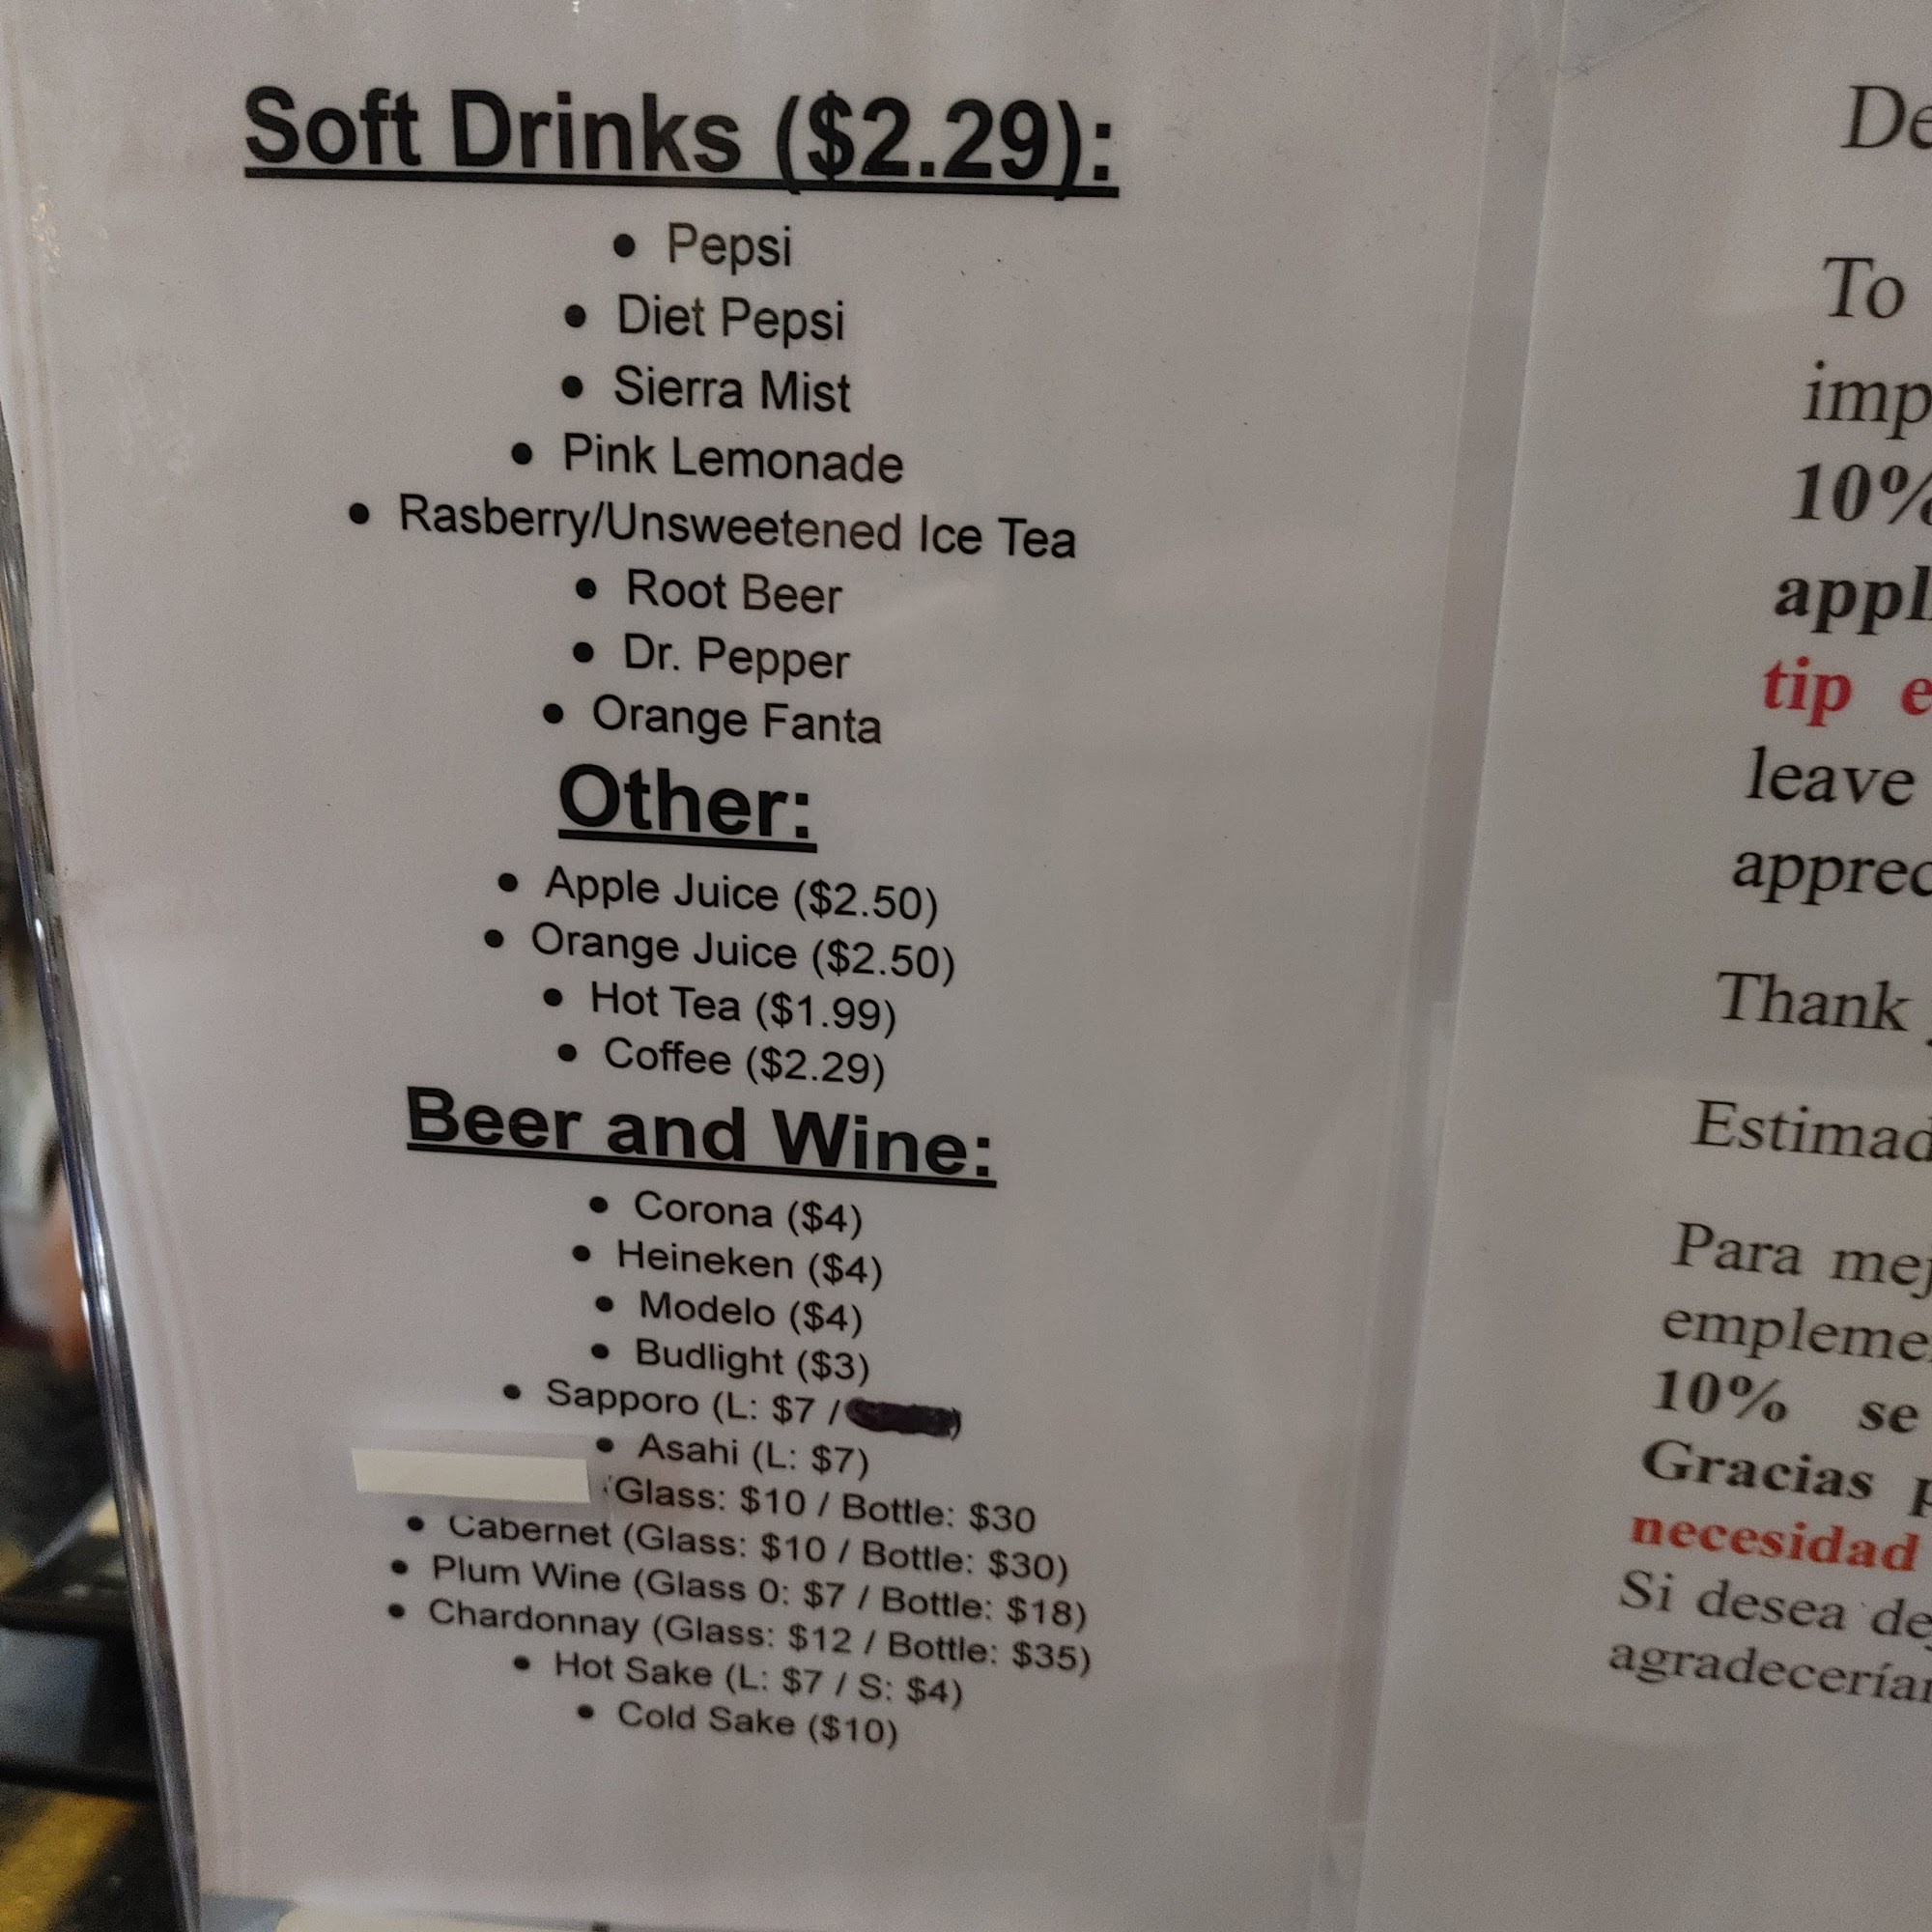 Soft Drinks ($2.29):
• Pepsi
• Diet Pepsi
• Sierra Mist
• Pink Lemonade
• Rasberry/Unsweetened Ice Tea
• Root Beer
• Dr. Pepper
• Orange Fanta
Other:
• Apple Juice ($2.50)
• Orange Juice ($2.50)
• Hot Tea ($1.99)
• Coffee ($2.29)
Beer and Wine:
• Corona ($4)
• Heineken ($4)
• Modelo ($4)
• Budlight ($3)
• Sapporo (L: $7 / )
• Asahi (L: $7)
Glass: $10 / Bottle: $30
• Cabernet (Glass: $10 / Bottle: $30)
• Plum Wine (Glass 0: $7 / Bottle: $18)
• Chardonnay (Glass: $12 / Bottle: $35)
• Hot Sake (L: $7 / S: $4)
• Cold Sake ($10)
De
To
imp
10%
appl
tip e
leave
apprec
Thank
Estimad
Para mej
empleme
10% se
Gracias p
necesidad
Si desea de
agradecerían